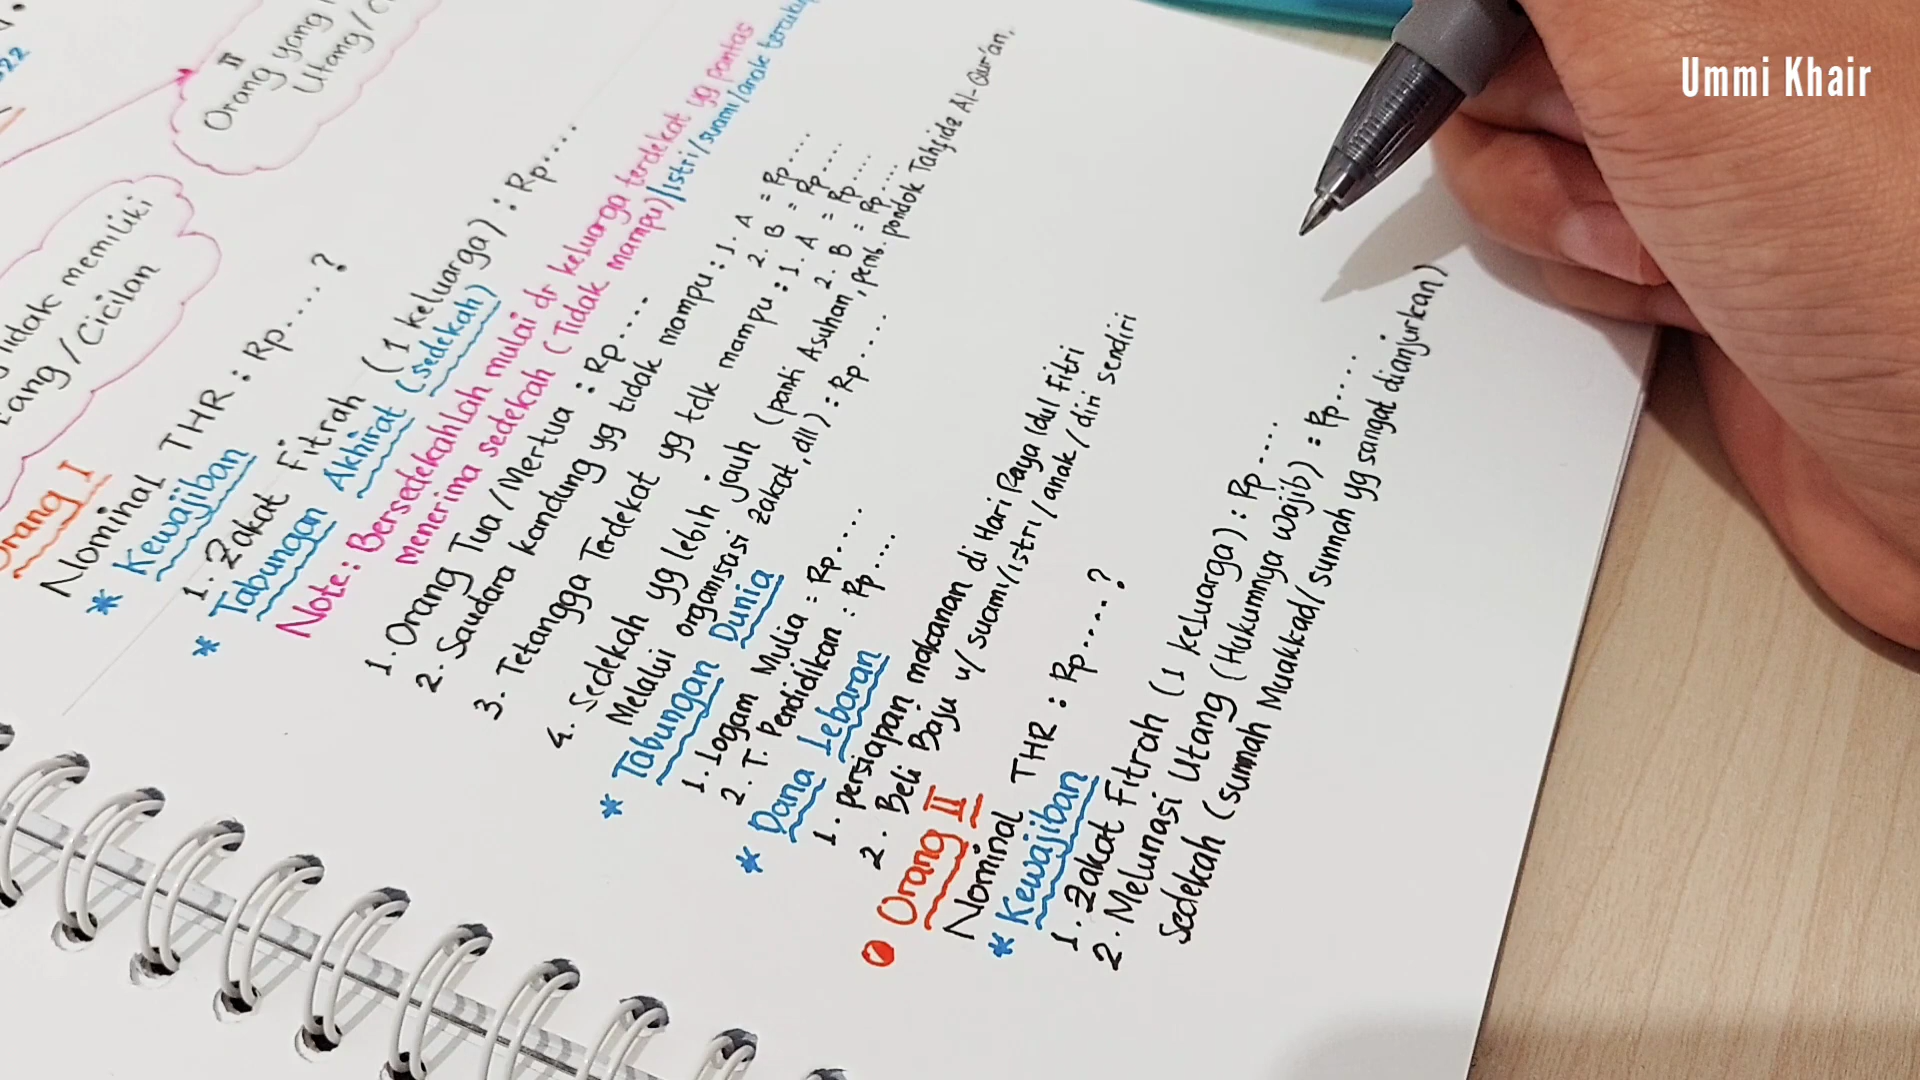 22
II
Orang yang
Utang/C
tidak memiliki
tang/Cicilan
Orang I
Nominal THR : Rp.....?
* Kewajiban
1. Zakat Fitrah (1 keluarga) : Rp....
* Tabungan Akhirat (sedekah)
Note: Bersedekahlah mulai dr keluarga terdekat yg pantas
menerima sedekah (Tidak mampu)/istri/suami/anak
1. Orang Tua/Mertua : Rp.....
2. Saudara kandung yg tidak mampu : 1. A = Rp.....
2. B = Rp.....
3. Tetangga Terdekat yg tdk mampu : 1. A = Rp.....
2. B = Rp.....
4. Sedekah yg lebih jauh (panti Asuhan, pemb. pondok Tahfidz Al-Qur'an,
Melalui organisasi zakat, dll) : Rp.....
* Tabungan Dunia
1. Logam Mulia : Rp.....
2. T. Pendidikan : Rp.....
* Dana Lebaran
1. Persiapan makanan di Hari Raya Idul Fitri
2. Beli Baju u/ suami/istri/anak/diri sendiri
Orang II
Nominal THR : Rp.....?
* Kewajiban
1. Zakat Fitrah (1 keluarga) : Rp....
2. Melunasi Utang (Hukumnya wajib) : Rp....
Sedekah (sunnah Muakkad/sunnah yg sangat dianjurkan)
Ummi Khair